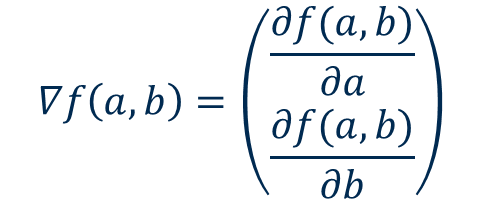 ∇f(a, b) = ( ∂f(a, b) / ∂a
∂f(a, b) / ∂b )